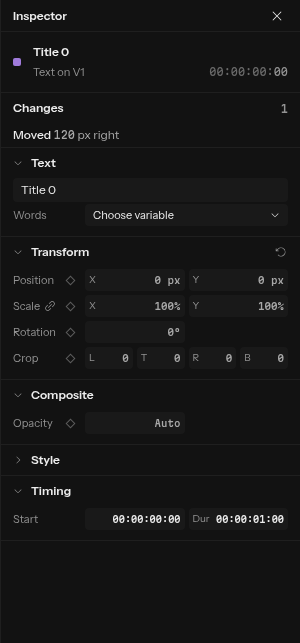 Inspector
Title 0
Text on V1 00:00:00:00
Changes 1
Moved 120 px right
Text
Title 0
Words Choose variable
Transform
Position X 0 px Y 0 px
Scale X 100% Y 100%
Rotation 0°
Crop L 0 T 0 R 0 B 0
Composite
Opacity Auto
Style
Timing
Start 00:00:00:00 Dur 00:00:01:00